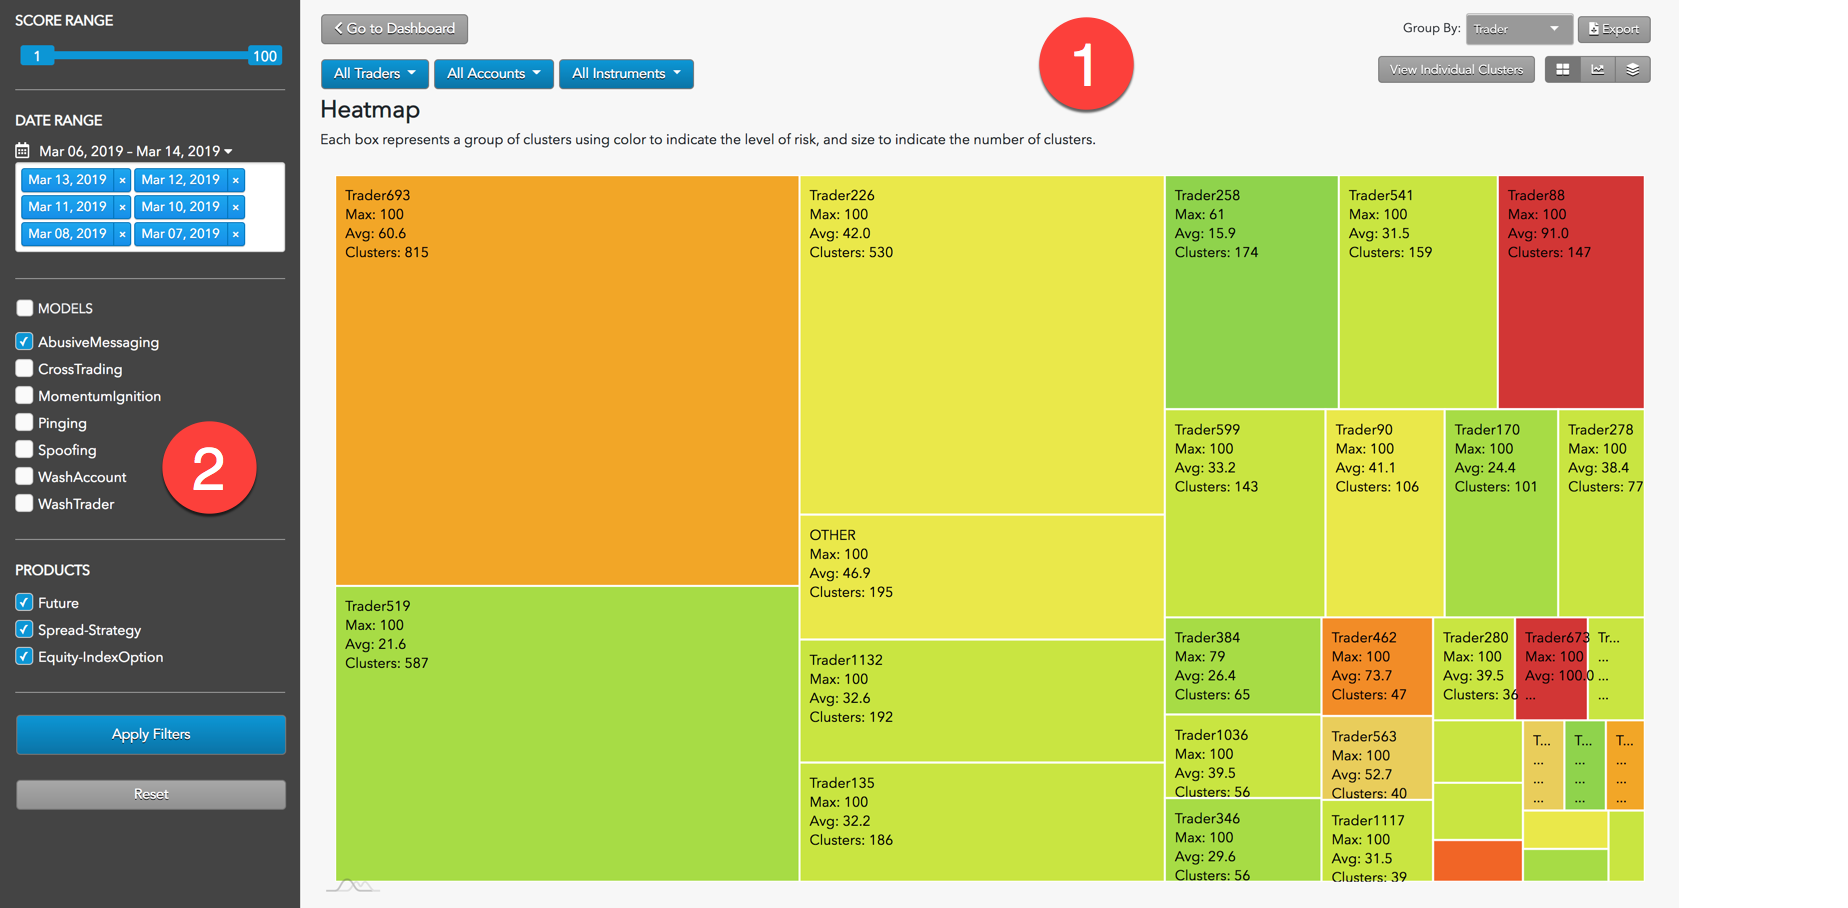 SCORE RANGE
1
100
DATE RANGE
Mar 06, 2019 - Mar 14, 2019
Mar 13, 2019 × Mar 12, 2019 ×
Mar 11, 2019 × Mar 10, 2019 ×
Mar 08, 2019 × Mar 07, 2019 ×
MODELS
AbusiveMessaging
CrossTrading
MomentumIgnition
Pinging
Spoofing
WashAccount
WashTrader
2
PRODUCTS
Future
Spread-Strategy
Equity-IndexOption
Apply Filters
Reset
Go to Dashboard
1
Group By: Trader Export
All Traders All Accounts All Instruments
View Individual Clusters
Heatmap
Each box represents a group of clusters using color to indicate the level of risk, and size to indicate the number of clusters.
Trader693
Max: 100
Avg: 60.6
Clusters: 815
Trader519
Max: 100
Avg: 21.6
Clusters: 587
Trader226
Max: 100
Avg: 42.0
Clusters: 530
OTHER
Max: 100
Avg: 46.9
Clusters: 195
Trader1132
Max: 100
Avg: 32.6
Clusters: 192
Trader135
Max: 100
Avg: 32.2
Clusters: 186
Trader258
Max: 61
Avg: 15.9
Clusters: 174
Trader541
Max: 100
Avg: 31.5
Clusters: 159
Trader88
Max: 100
Avg: 91.0
Clusters: 147
Trader599
Max: 100
Avg: 33.2
Clusters: 143
Trader90
Max: 100
Avg: 41.1
Clusters: 106
Trader170
Max: 100
Avg: 24.4
Clusters: 101
Trader278
Max: 100
Avg: 38.4
Clusters: 77
Trader384
Max: 79
Avg: 26.4
Clusters: 65
Trader462
Max: 100
Avg: 73.7
Clusters: 47
Trader280
Max: 100
Avg: 39.5
Clusters: 36
Trader673
Max: 100
Avg: 100.0
...
Tr...
...
...
...
Trader1036
Max: 100
Avg: 39.5
Clusters: 56
Trader563
Max: 100
Avg: 52.7
Clusters: 40
T...
...
...
...
T...
...
...
...
T...
...
...
...
Trader346
Max: 100
Avg: 29.6
Clusters: 56
Trader1117
Max: 100
Avg: 31.5
Clusters: 39